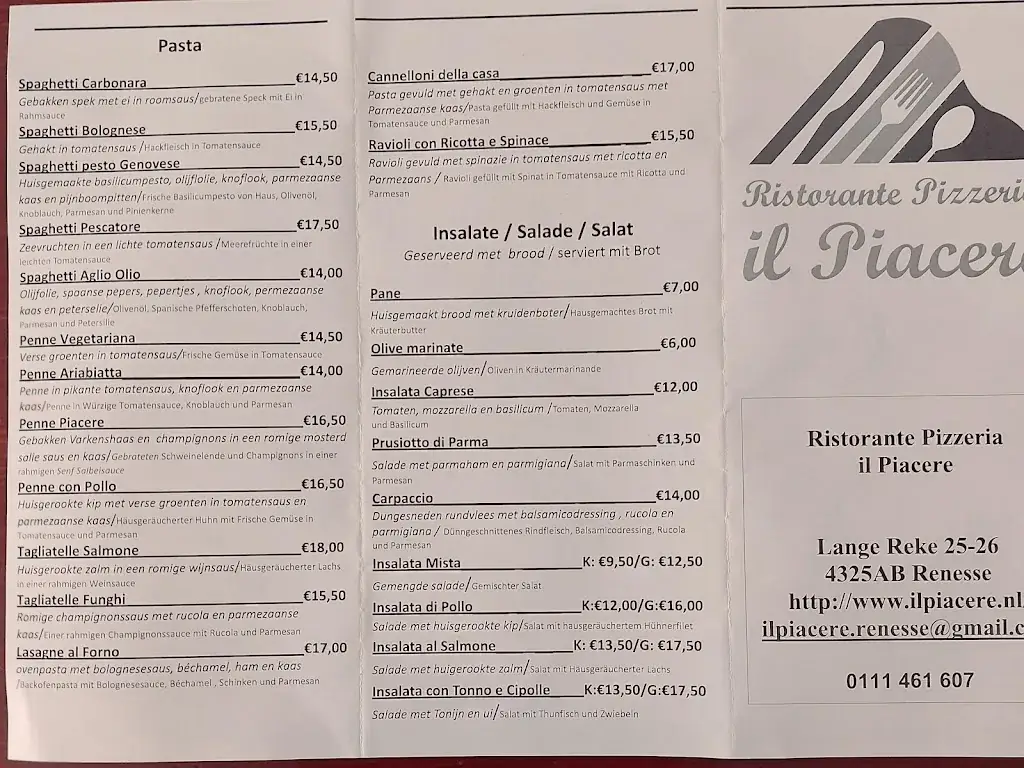 Pasta
Spaghetti Carbonara €14,50
Gebakken spek met ei in roomsaus/gebratene Speck mit Ei in
Rahmsauce
Spaghetti Bolognese €15,50
Gehakt in tomatensaus /Hackfleisch in Tomatensauce
Spaghetti pesto Genovese €14,50
Huisgemaakte basilicumpesto, olijflolie, knoflook, parmezaanse
kaas en pijnboompitten/Frische Basilicumpesto von Haus, Olivenöl,
Knoblauch, Parmesan und Pinienkerne
Spaghetti Pescatore €17,50
Zeevruchten in een lichte tomatensaus /Meerefrüchte in einer
leichten Tomatensauce
Spaghetti Aglio Olio €14,00
Olijfolie, spaanse pepers, pepertjes , knoflook, permezaanse
kaas en peterselie/Olivenöl, Spanische Pfefferschoten, Knoblauch,
Parmesan und Petersilie
Penne Vegetariana €14,50
Verse groenten in tomatensaus/Frische Gemüse in Tomatensauce
Penne Ariabiatta €14,00
Penne in pikante tomatensaus, knoflook en parmezaanse
kaas/Penne in Würzige Tomatensauce, Knoblauch und Parmesan
Penne Piacere €16,50
Gebakken Varkenshaas en champignons in een romige mosterd
salie saus en kaas/Gebrateten Schweinelende und Champignons in einer
rahmigen Senf Salbeisauce
Penne con Pollo €16,50
Huisgerookte kip met verse groenten in tomatensaus en
parmezaanse kaas/Hausgeräucherter Huhn mit Frische Gemüse in
Tomatensauce und Parmesan
Tagliatelle Salmone €18,00
Huisgerookte zalm in een romige wijnsaus/Hausgeräucherter Lachs
in einer rahmigen Weinsauce
Tagliatelle Funghi €15,50
Romige champignonssaus met rucola en parmezaanse
kaas/Einer rahmigen Champignonssauce mit Rucola und Parmesan
Lasagne al Forno €17,00
ovenpasta met bolognesesaus, béchamel, ham en kaas
/Backofenpasta mit Bolognesesauce, Béchamel , Schinken und Parmesan
Cannelloni della casa €17,00
Pasta gevuld met gehakt en groenten in tomatensaus met
Parmezaanse kaas/Pasta gefüllt mit Hackfleisch und Gemüse in
Tomatensauce und Parmesan
Ravioli con Ricotta e Spinace €15,50
Ravioli gevuld met spinazie in tomatensaus met ricotta en
Parmezaans / Ravioli gefüllt mit Spinat in Tomatensauce mit Ricotta und
Parmesan
Insalate / Salade / Salat
Geserveerd met brood / serviert mit Brot
Pane €7,00
Huisgemaakt brood met kruidenboter/Hausgemachtes Brot mit
Kräuterbutter
Olive marinate €6,00
Gemarineerde olijven/Oliven in Kräutermarinande
Insalata Caprese €12,00
Tomaten, mozzarella en basilicum /Tomaten, Mozzarella
und Basilicum
Prusiotto di Parma €13,50
Salade met parmaham en parmigiana/Salat mit Parmaschinken und
Parmesan
Carpaccio €14,00
Dungesneden rundvlees met balsamicodressing , rucola en
parmigiana / Dünngeschnittenes Rindfleisch, Balsamicodressing, Rucola
und Parmesan
Insalata Mista K: €9,50/G: €12,50
Gemengde salade/Gemischter Salat
Insalata di Pollo K:€12,00/G:€16,00
Salade met huisgerookte kip/Salat mit hausgeräuchertem Hühnerfilet
Insalata al Salmone K: €13,50/G: €17,50
Salade met huigerookte zalm/Salat mit Hausgeräucherter Lachs
Insalata con Tonno e Cipolle K:€13,50/G:€17,50
Salade met Tonijn en ui/Salat mit Thunfisch und Zwiebeln
Ristorante Pizzeria
il Piacere
Ristorante Pizzeria
il Piacere
Lange Reke 25-26
4325AB Renesse
http://www.ilpiacere.nl/
ilpiacere.renesse@gmail.c
0111 461 607